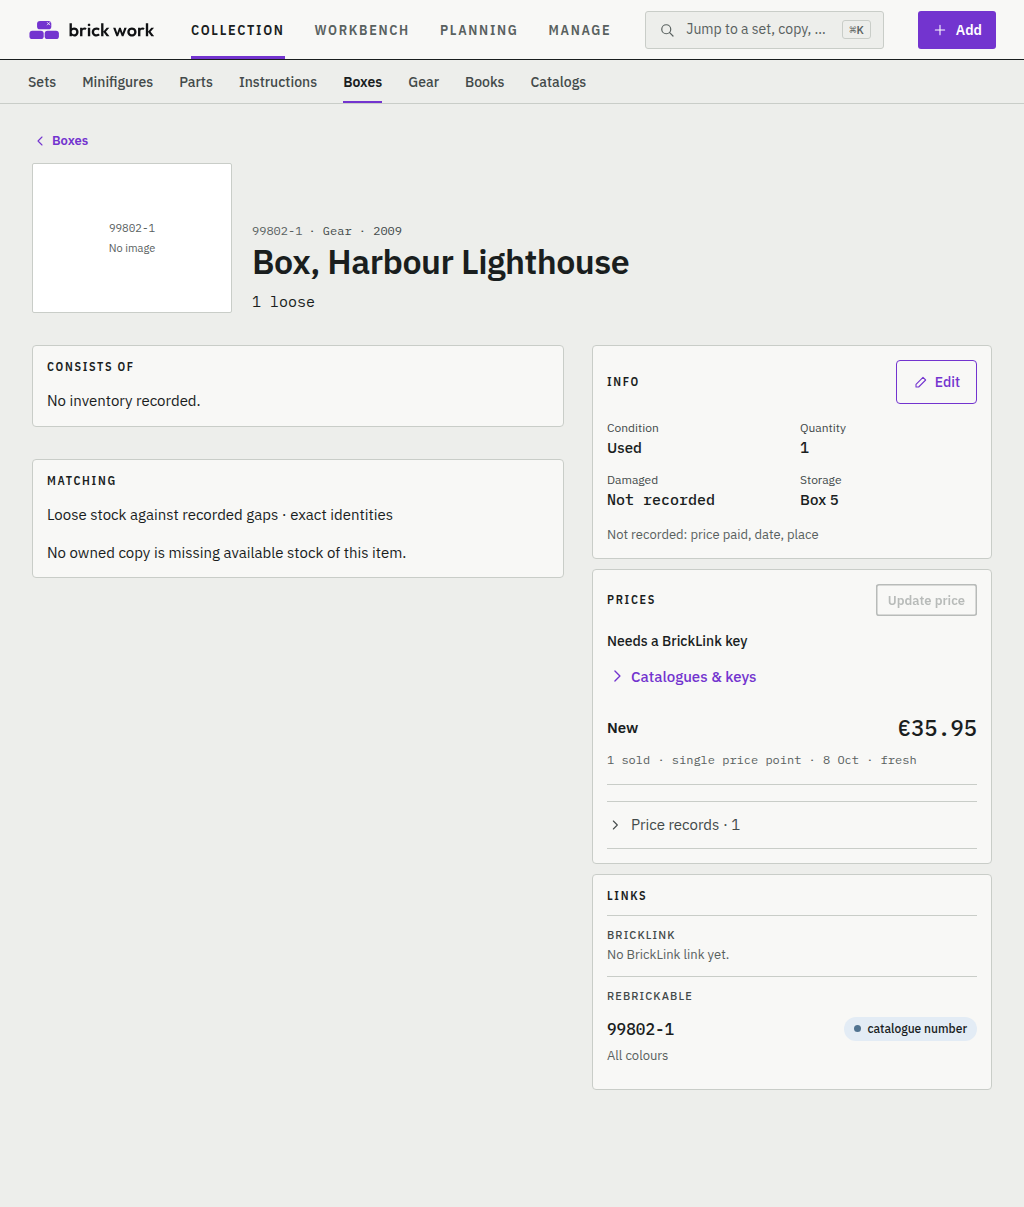 brick work
COLLECTION
WORKBENCH
PLANNING
MANAGE
Jump to a set, copy, ...
⌘K
Add
Sets
Minifigures
Parts
Instructions
Boxes
Gear
Books
Catalogs
Boxes
99802-1
No image
99802-1 · Gear · 2009
Box, Harbour Lighthouse
1 loose
CONSISTS OF
No inventory recorded.
MATCHING
Loose stock against recorded gaps · exact identities
No owned copy is missing available stock of this item.
INFO
Edit
Condition
Quantity
Used
1
Damaged
Storage
Not recorded
Box 5
Not recorded: price paid, date, place
PRICES
Update price
Needs a BrickLink key
Catalogues & keys
New
€35.95
1 sold · single price point · 8 Oct · fresh
Price records · 1
LINKS
BRICKLINK
No BrickLink link yet.
REBRICKABLE
99802-1
catalogue number
All colours